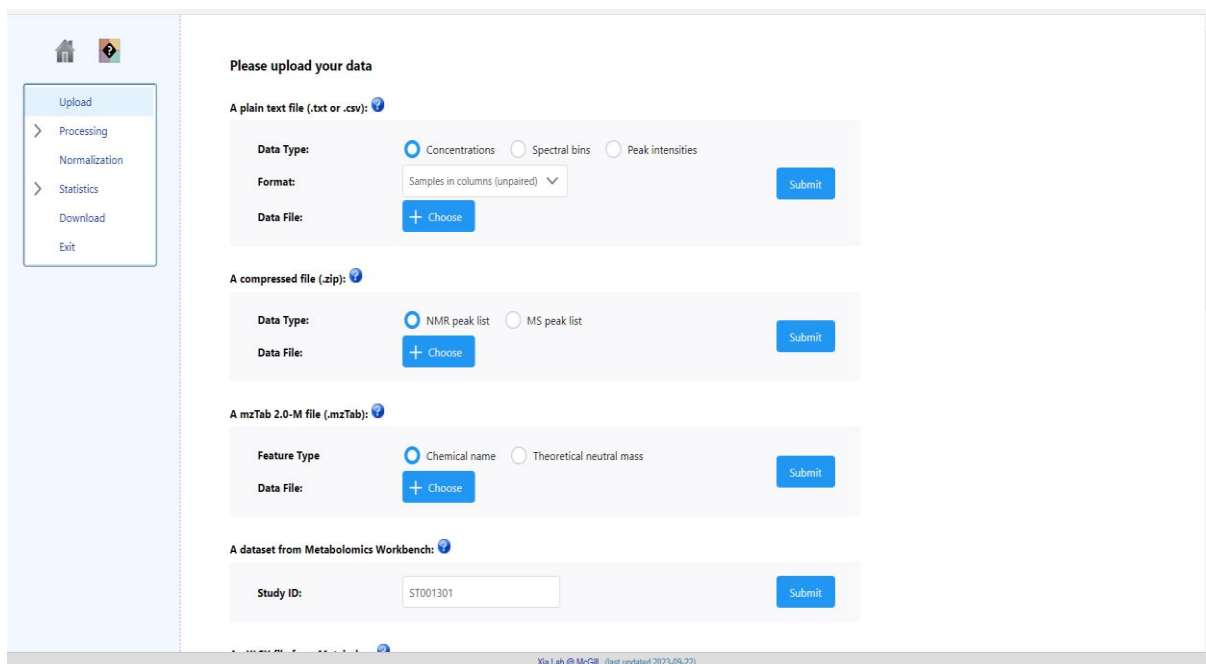 Please upload your data
Upload
A plain text file (.txt or .csv):
Processing
Data Type: Concentrations Spectral bins Peak intensities
Normalization
Format: Samples in columns (unpaired) Submit
Statistics
Download
Data File: + Choose
Exit
A compressed file (.zip):
Data Type: NMR peak list MS peak list
Submit
Data File: + Choose
A mzTab 2.0-M file (.mzTab):
Feature Type Chemical name Theoretical neutral mass
Submit
Data File: + Choose
A dataset from Metabolomics Workbench:
Study ID: ST001301 Submit
Xia Lab @ McGill (last updated 2023-09-22)